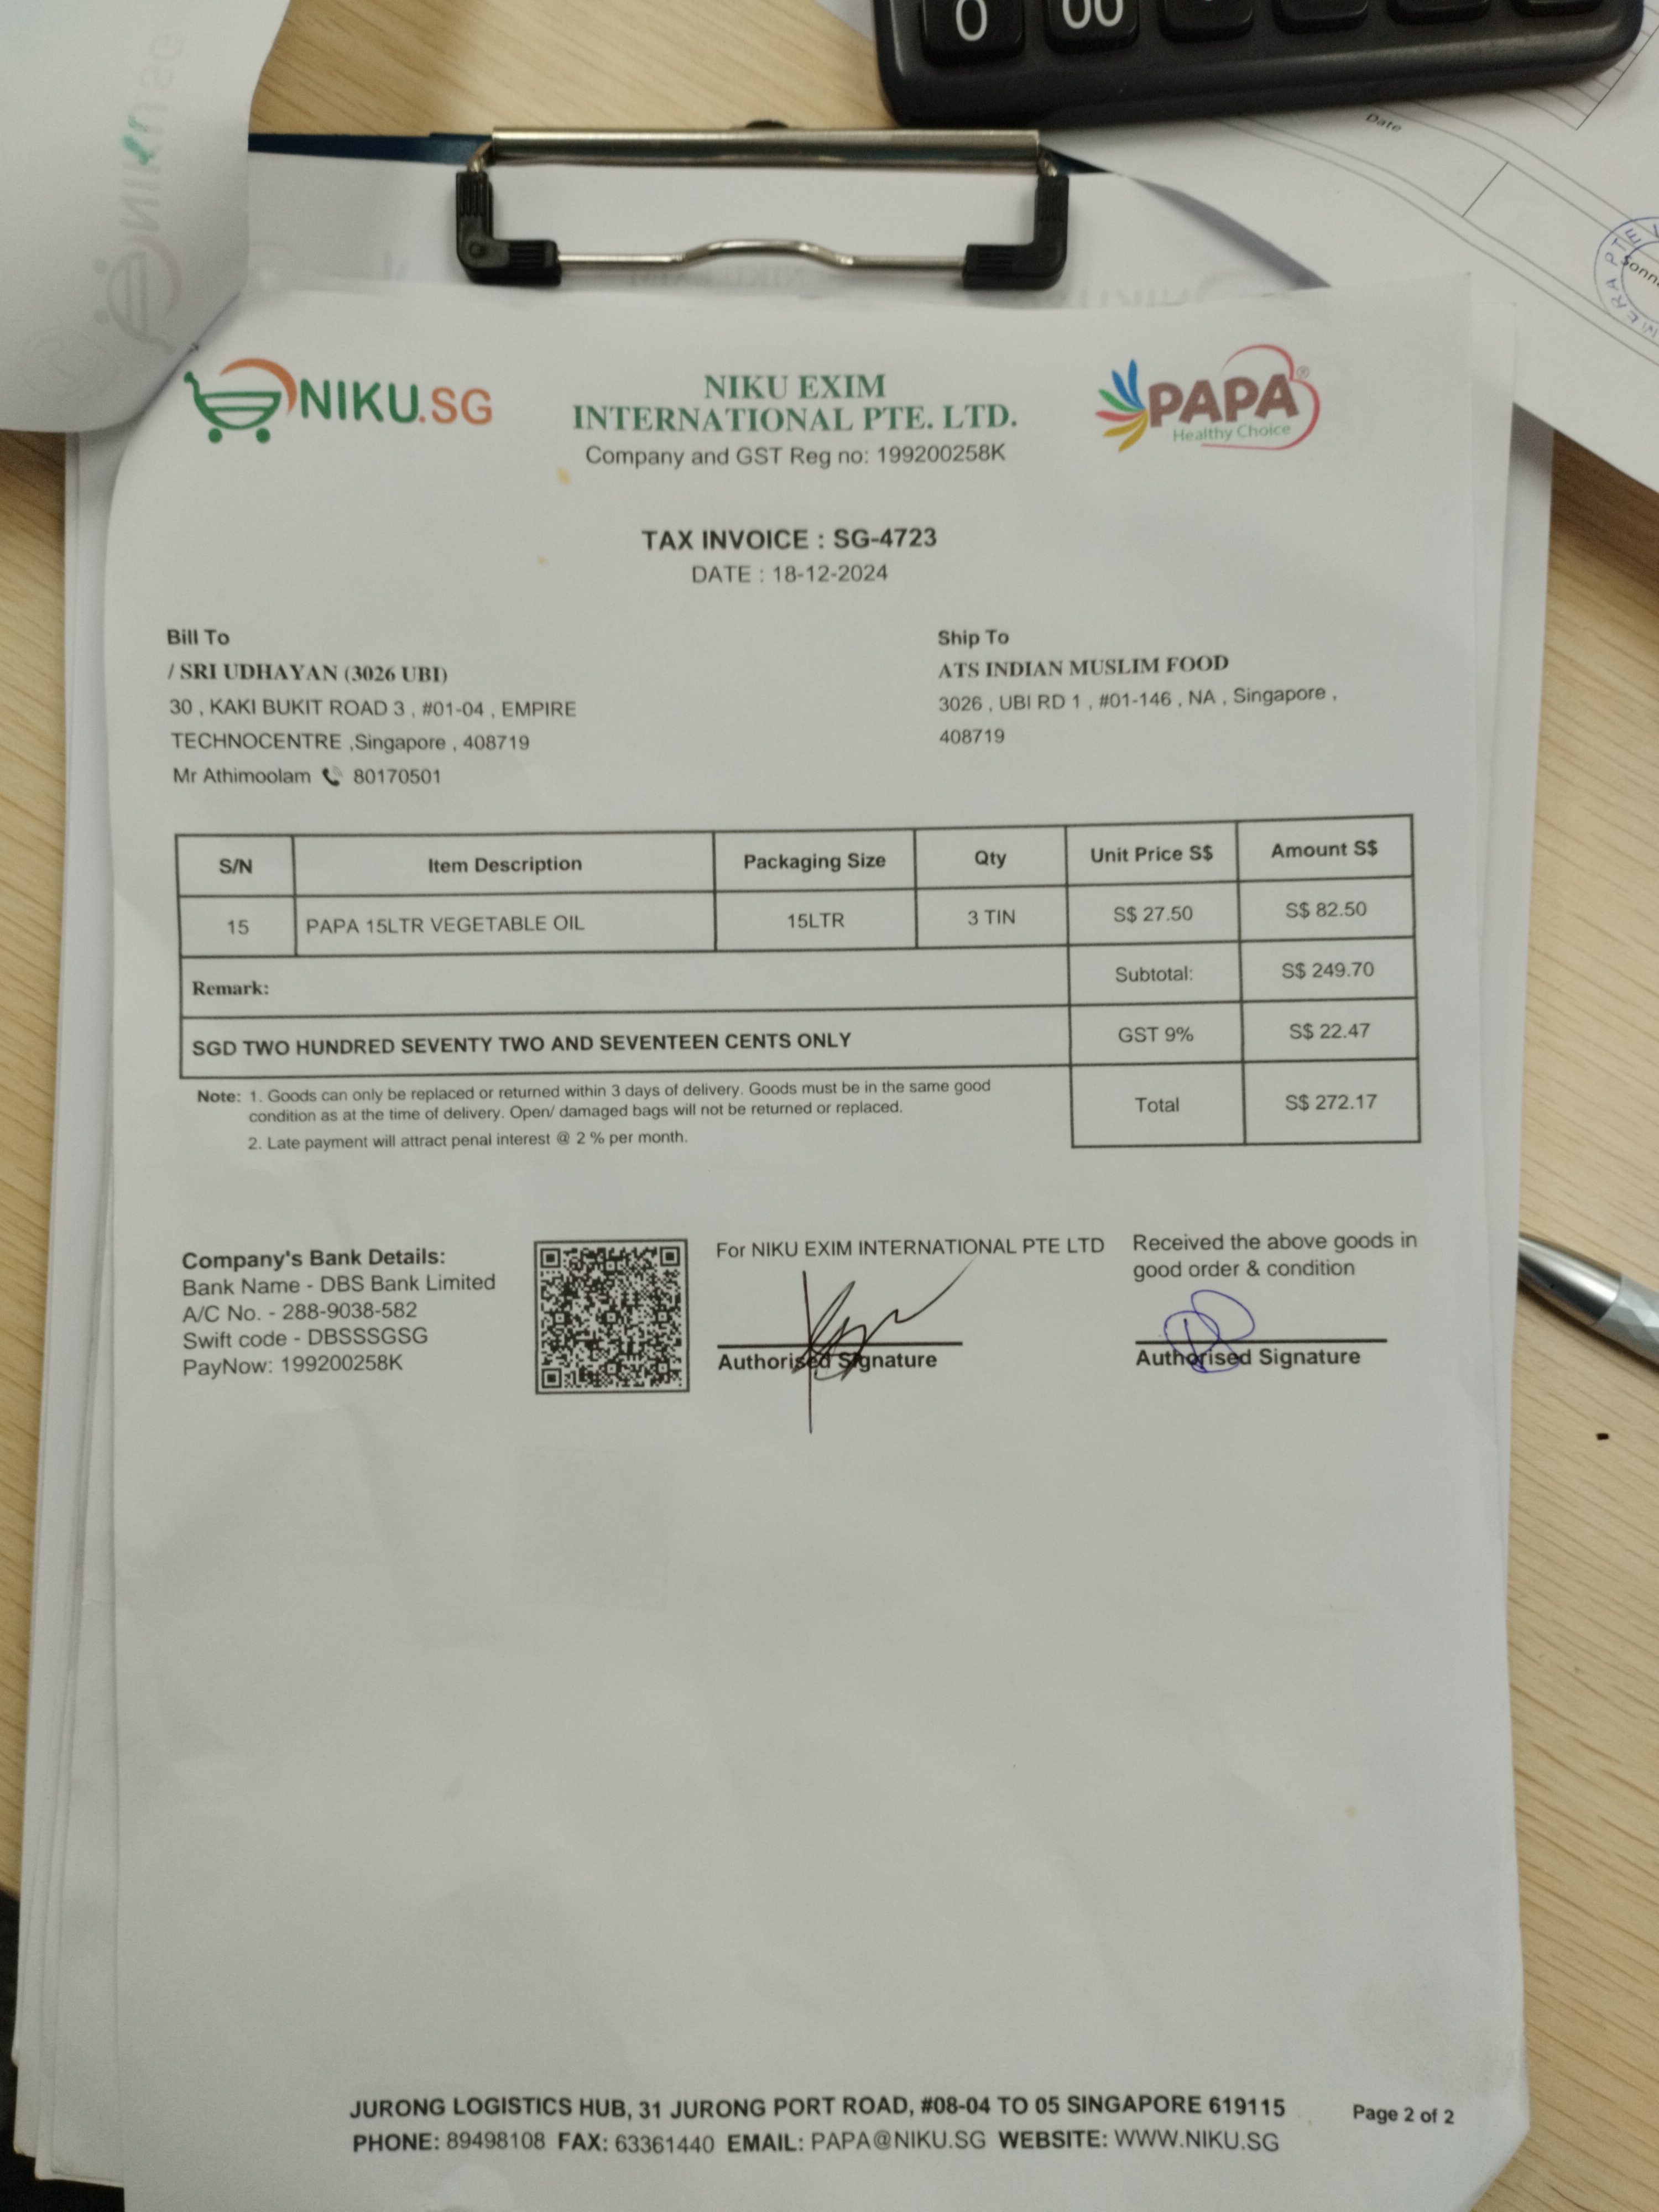 0 00
Date
NIKU.SG
NIKU EXIM
INTERNATIONAL PTE. LTD.
Company and GST Reg no: 199200258K
PAPA®
Healthy Choice
TAX INVOICE : SG-4723
DATE : 18-12-2024
Bill To
/ SRI UDHAYAN (3026 UBI)
30 , KAKI BUKIT ROAD 3 , #01-04 , EMPIRE
TECHNOCENTRE ,Singapore , 408719
Mr Athimoolam 80170501
Ship To
ATS INDIAN MUSLIM FOOD
3026 , UBI RD 1 , #01-146 , NA , Singapore ,
408719
S/N Item Description Packaging Size Qty Unit Price S$ Amount S$
15 PAPA 15LTR VEGETABLE OIL 15LTR 3 TIN S$ 27.50 S$ 82.50
Remark: Subtotal: S$ 249.70
SGD TWO HUNDRED SEVENTY TWO AND SEVENTEEN CENTS ONLY GST 9% S$ 22.47
Total S$ 272.17
Note: 1. Goods can only be replaced or returned within 3 days of delivery. Goods must be in the same good
condition as at the time of delivery. Open/ damaged bags will not be returned or replaced.
2. Late payment will attract penal interest @ 2 % per month.
Company's Bank Details:
Bank Name - DBS Bank Limited
A/C No. - 288-9038-582
Swift code - DBSSSGSG
PayNow: 199200258K
For NIKU EXIM INTERNATIONAL PTE LTD
Authorised Signature
Received the above goods in
good order & condition
Authorised Signature
JURONG LOGISTICS HUB, 31 JURONG PORT ROAD, #08-04 TO 05 SINGAPORE 619115
PHONE: 89498108 FAX: 63361440 EMAIL: PAPA@NIKU.SG WEBSITE: WWW.NIKU.SG
Page 2 of 2